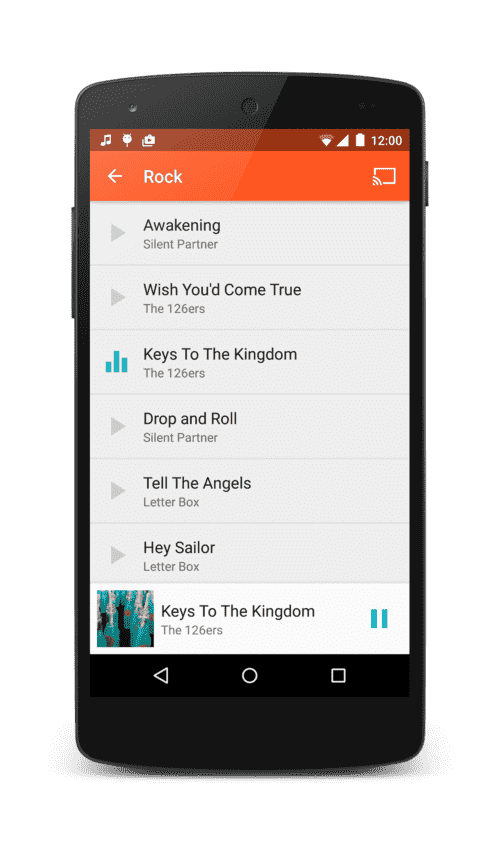 12:00
Rock
Awakening
Silent Partner
Wish You'd Come True
The 126ers
Keys To The Kingdom
The 126ers
Drop and Roll
Silent Partner
Tell The Angels
Letter Box
Hey Sailor
Letter Box
Keys To The Kingdom
The 126ers